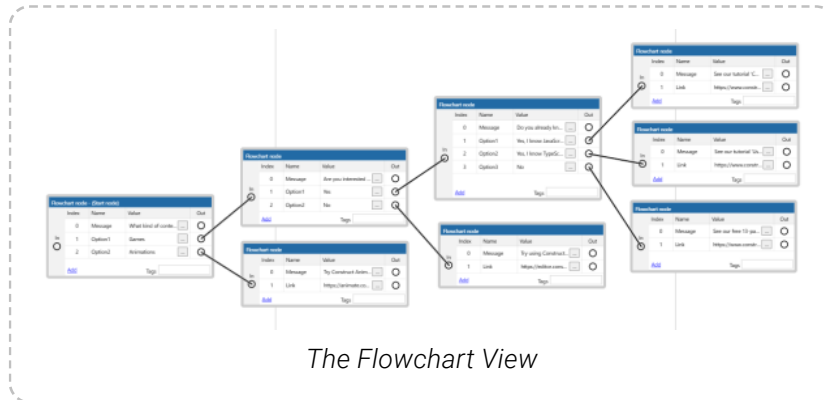 Flowchart node - (Start node)
Index Name Value Out
In
0 Message What kind of conte... ...
1 Option1 Games ...
2 Option2 Animations ...
Add Tags
Flowchart node
Index Name Value Out
In
0 Message Are you interested... ...
1 Option1 Yes ...
2 Option2 No ...
Add Tags
Flowchart node
Index Name Value Out
In
0 Message Try Construct Anim... ...
1 Link https://animate.co... ...
Add Tags
Flowchart node
Index Name Value Out
In
0 Message Do you already kn... ...
1 Option1 Yes, I know JavaScr... ...
2 Option2 Yes, I know TypeSc... ...
3 Option3 No ...
Add Tags
Flowchart node
Index Name Value Out
In
0 Message Try using Construct... ...
1 Link https://editor.cons... ...
Add Tags
Flowchart node
Index Name Value Out
In
0 Message See our tutorial 'C... ...
1 Link https://www.constr... ...
Add Tags
Flowchart node
Index Name Value Out
In
0 Message See our tutorial ...
1 Link https://www.constr... ...
Add Tags
Flowchart node
Index Name Value Out
In
0 Message See our free 13-pa... ...
1 Link https://www.constr... ...
Add Tags
The Flowchart View